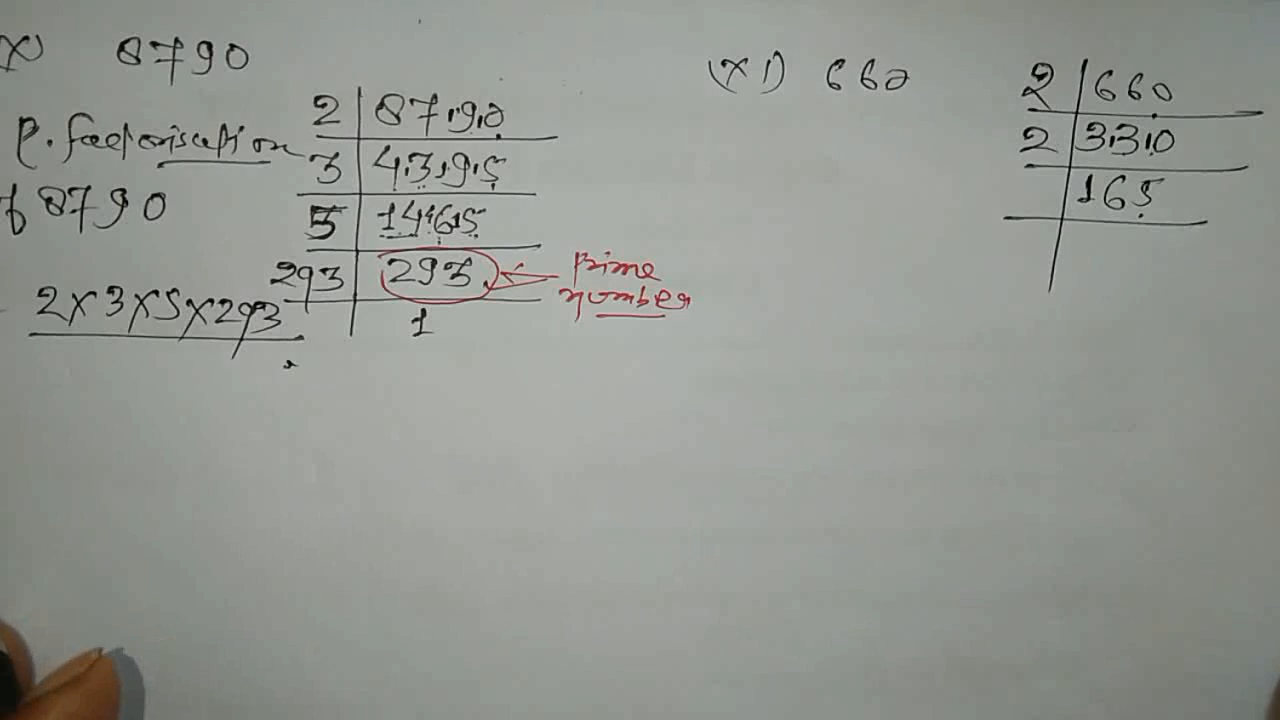 x) 8790
P. factorisation
of 8790
2 | 8790
3 | 4395
5 | 1465
293 | 293
1
prime
number
2 X 3 X 5 X 293
(xi) 660
2 | 660
2 | 330
165